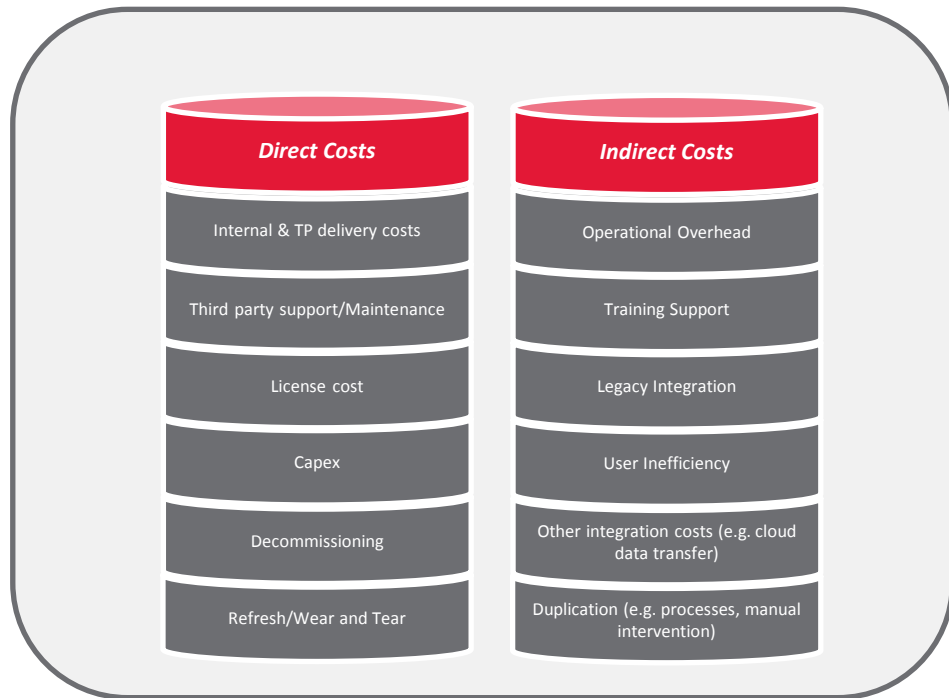 Direct Costs
Internal & TP delivery costs
Third party support/Maintenance
License cost
Capex
Decommissioning
Refresh/Wear and Tear
Indirect Costs
Operational Overhead
Training Support
Legacy Integration
User Inefficiency
Other integration costs (e.g. cloud
data transfer)
Duplication (e.g. processes, manual
intervention)